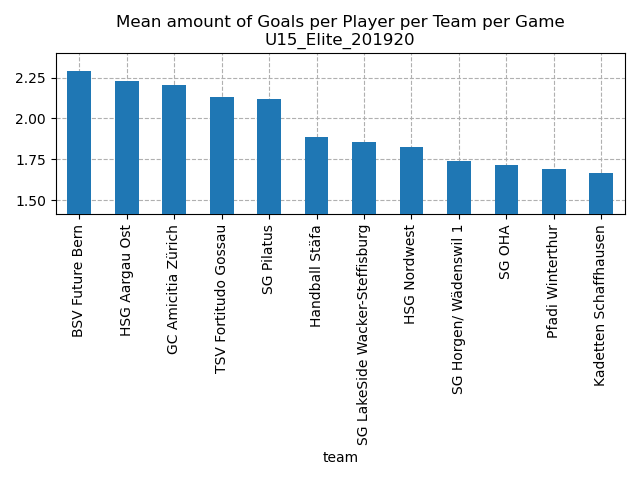 Mean amount of Goals per Player per Team per Game
U15_Elite_201920
2.25
2.00
1.75
1.50
BSV Future Bern
HSG Aargau Ost
GC Amicitia Zürich
TSV Fortitudo Gossau
SG Pilatus
Handball Stäfa
SG LakeSide Wacker-Steffisburg
HSG Nordwest
SG Horgen/ Wädenswil 1
SG OHA
Pfadi Winterthur
Kadetten Schaffhausen
team